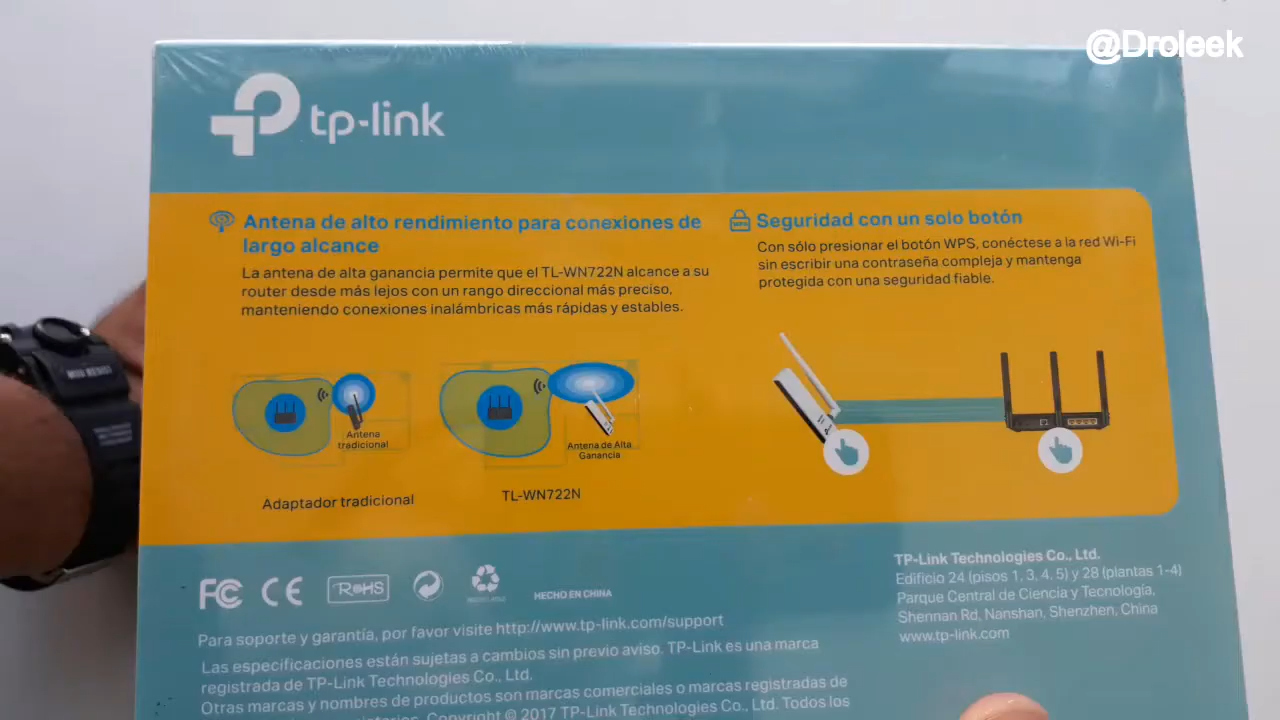 @Droleek
tp-link
Antena de alto rendimiento para conexiones de
largo alcance
La antena de alta ganancia permite que el TL-WN722N alcance a su
router desde más lejos con un rango direccional más preciso,
manteniendo conexiones inalámbricas más rápidas y estables.
Antena
tradicional
Adaptador tradicional
Antena de Alta
Ganancia
TL-WN722N
WPS
Seguridad con un solo botón
Con sólo presionar el botón WPS, conéctese a la red Wi-Fi
sin escribir una contraseña compleja y mantenga
protegida con una seguridad fiable.
FC CE RoHS
HECHO EN CHINA
Para soporte y garantía, por favor visite http://www.tp-link.com/support
Las especificaciones están sujetas a cambios sin previo aviso. TP-Link es una marca
registrada de TP-Link Technologies Co., Ltd.
Otras marcas y nombres de productos son marcas comerciales o marcas registradas de
Copyright © 2017 TP-Link Technologies Co., Ltd. Todos los
TP-Link Technologies Co., Ltd.
Edificio 24 (pisos 1, 3, 4, 5) y 28 (plantas 1-4)
Parque Central de Ciencia y Tecnología,
Shennan Rd, Nanshan, Shenzhen, China
www.tp-link.com